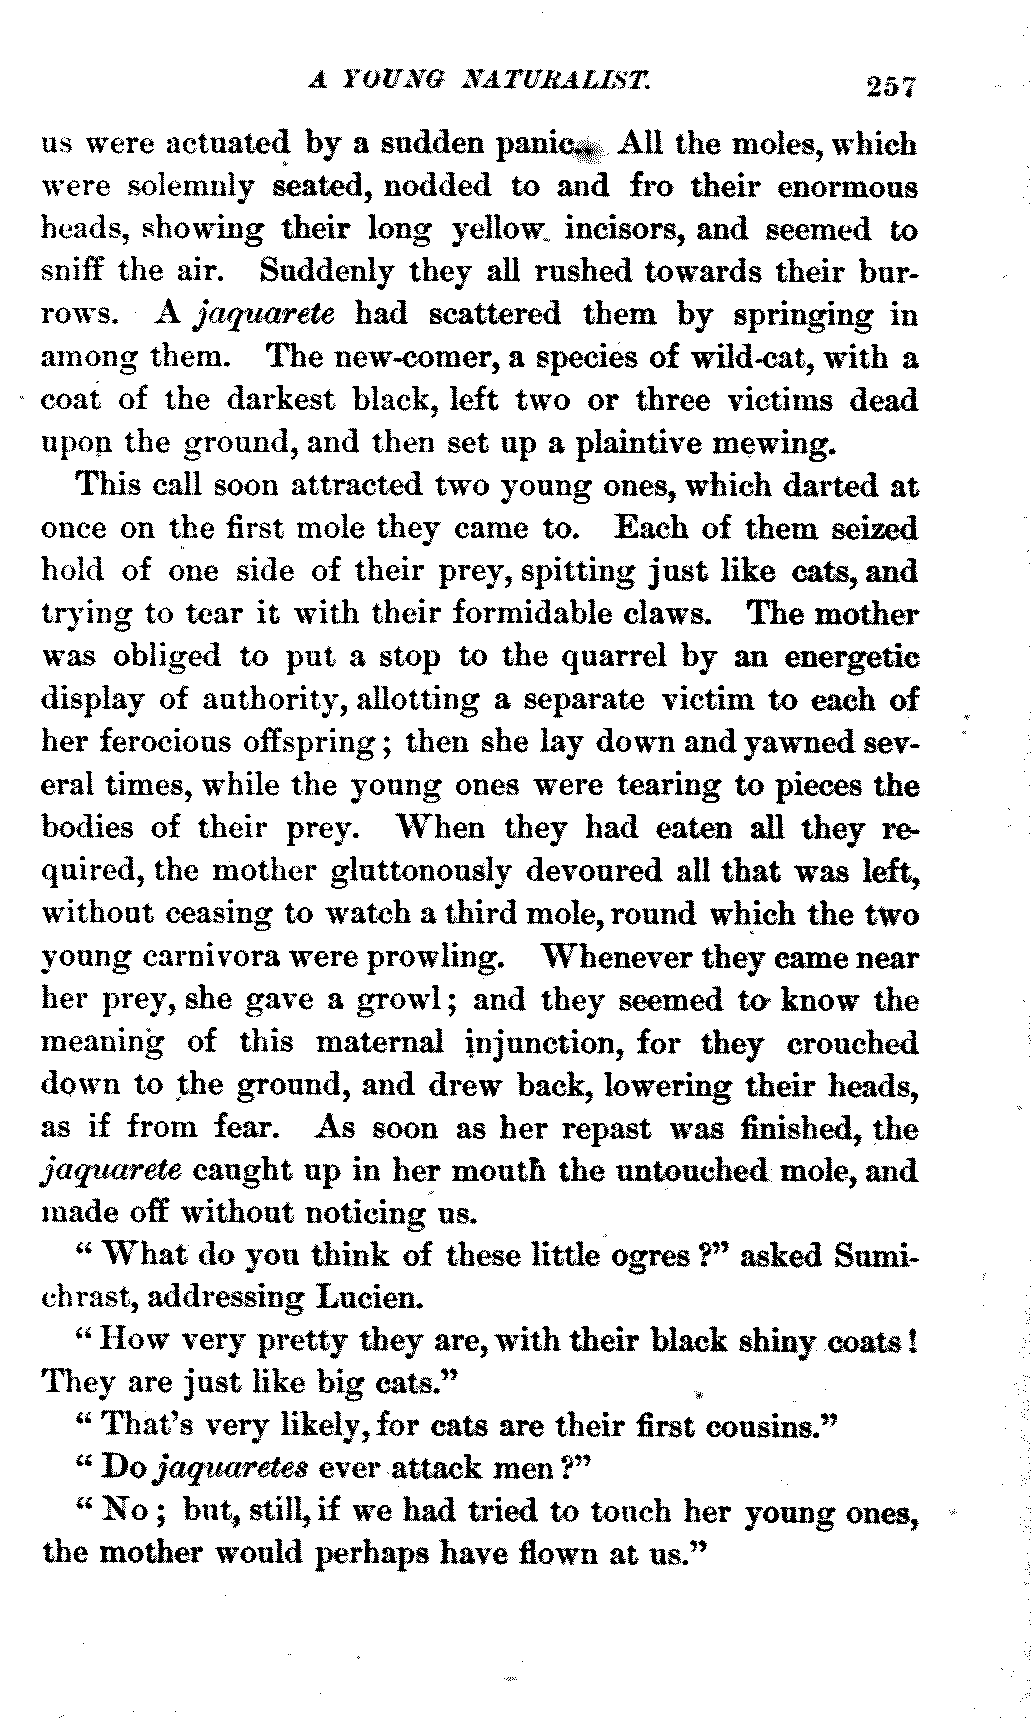 A YOUNG NATURALIST. 257
us were actuated by a sudden panic. All the moles, which
were solemnly seated, nodded to and fro their enormous
heads, showing their long yellow incisors, and seemed to
sniff the air. Suddenly they all rushed towards their bur-
rows. A jaquarete had scattered them by springing in
among them. The new-comer, a species of wild-cat, with a
coat of the darkest black, left two or three victims dead
upon the ground, and then set up a plaintive mewing.
This call soon attracted two young ones, which darted at
once on the first mole they came to. Each of them seized
hold of one side of their prey, spitting just like cats, and
trying to tear it with their formidable claws. The mother
was obliged to put a stop to the quarrel by an energetic
display of authority, allotting a separate victim to each of
her ferocious offspring; then she lay down and yawned sev-
eral times, while the young ones were tearing to pieces the
bodies of their prey. When they had eaten all they re-
quired, the mother gluttonously devoured all that was left,
without ceasing to watch a third mole, round which the two
young carnivora were prowling. Whenever they came near
her prey, she gave a growl; and they seemed to know the
meaning of this maternal injunction, for they crouched
down to the ground, and drew back, lowering their heads,
as if from fear. As soon as her repast was finished, the
jaquarete caught up in her mouth the untouched mole, and
made off without noticing us.
"What do you think of these little ogres?" asked Sumi-
chrast, addressing Lucien.
"How very pretty they are, with their black shiny coats!
They are just like big cats."
"That's very likely, for cats are their first cousins."
"Do jaquaretes ever attack men?"
"No; but, still, if we had tried to touch her young ones,
the mother would perhaps have flown at us."